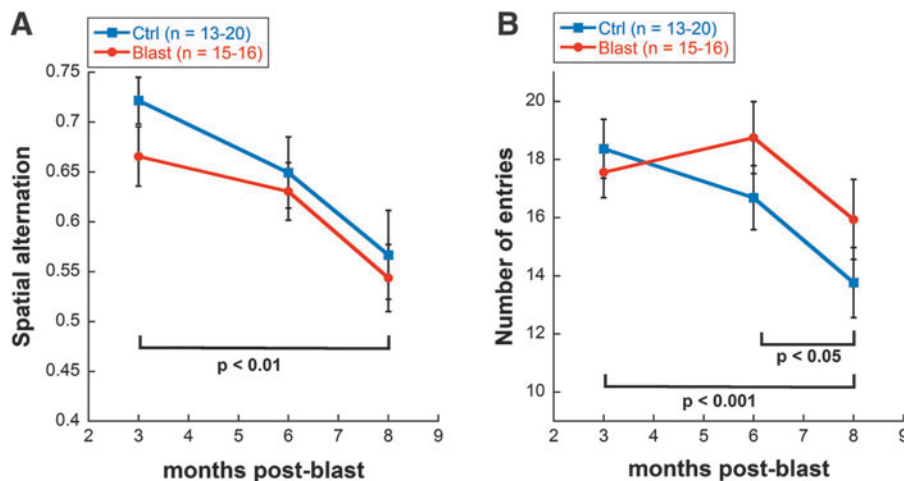 A
Ctrl (n = 13-20)
Blast (n = 15-16)
0.75
0.7
0.65
0.6
0.55
0.5
0.45
0.4
Spatial alternation
p < 0.01
2 3 4 5 6 7 8 9
months post-blast
B
Ctrl (n = 13-20)
Blast (n = 15-16)
20
18
16
14
12
10
Number of entries
p < 0.05
p < 0.001
2 3 4 5 6 7 8 9
months post-blast